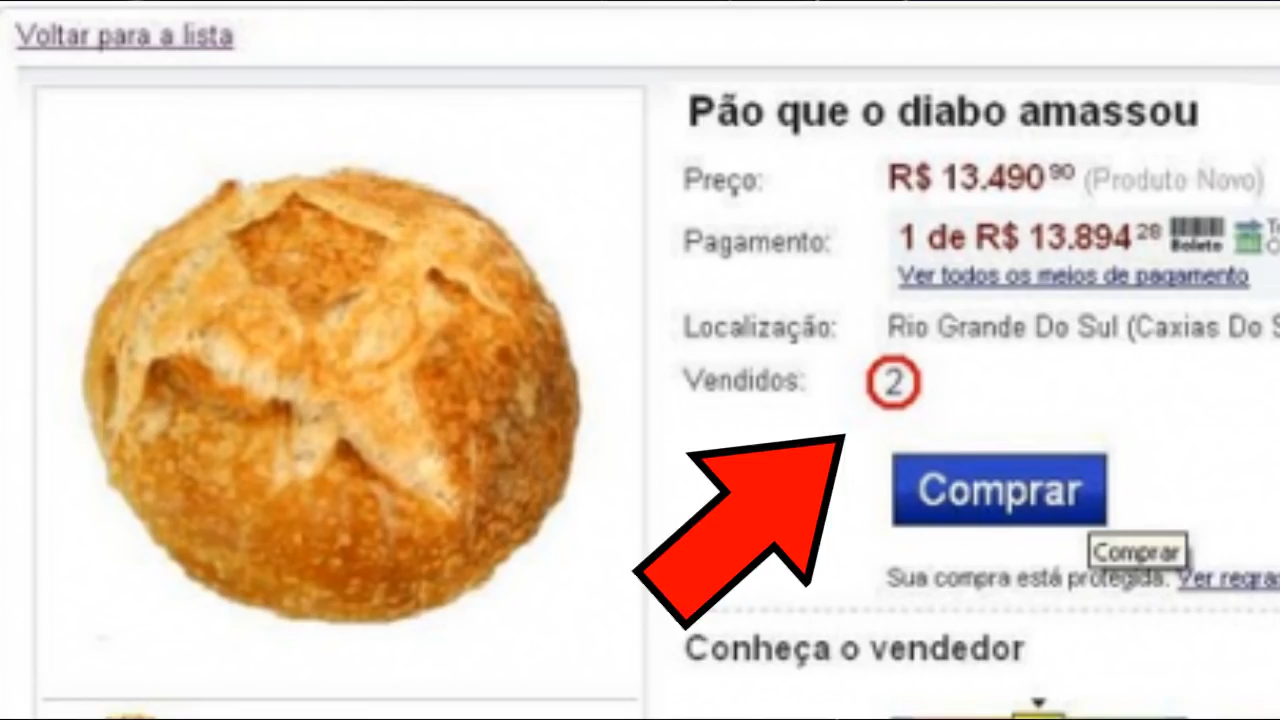 Voltar para a lista
Pão que o diabo amassou
Preço: R$ 13.490 90 (Produto Novo)
Pagamento: 1 de R$ 13.894 28 Boleto
Ver todos os meios de pagamento
Localização: Rio Grande Do Sul (Caxias Do S
Vendidos: 2
Comprar
Comprar
Sua compra está protegida. Ver regras
Conheça o vendedor